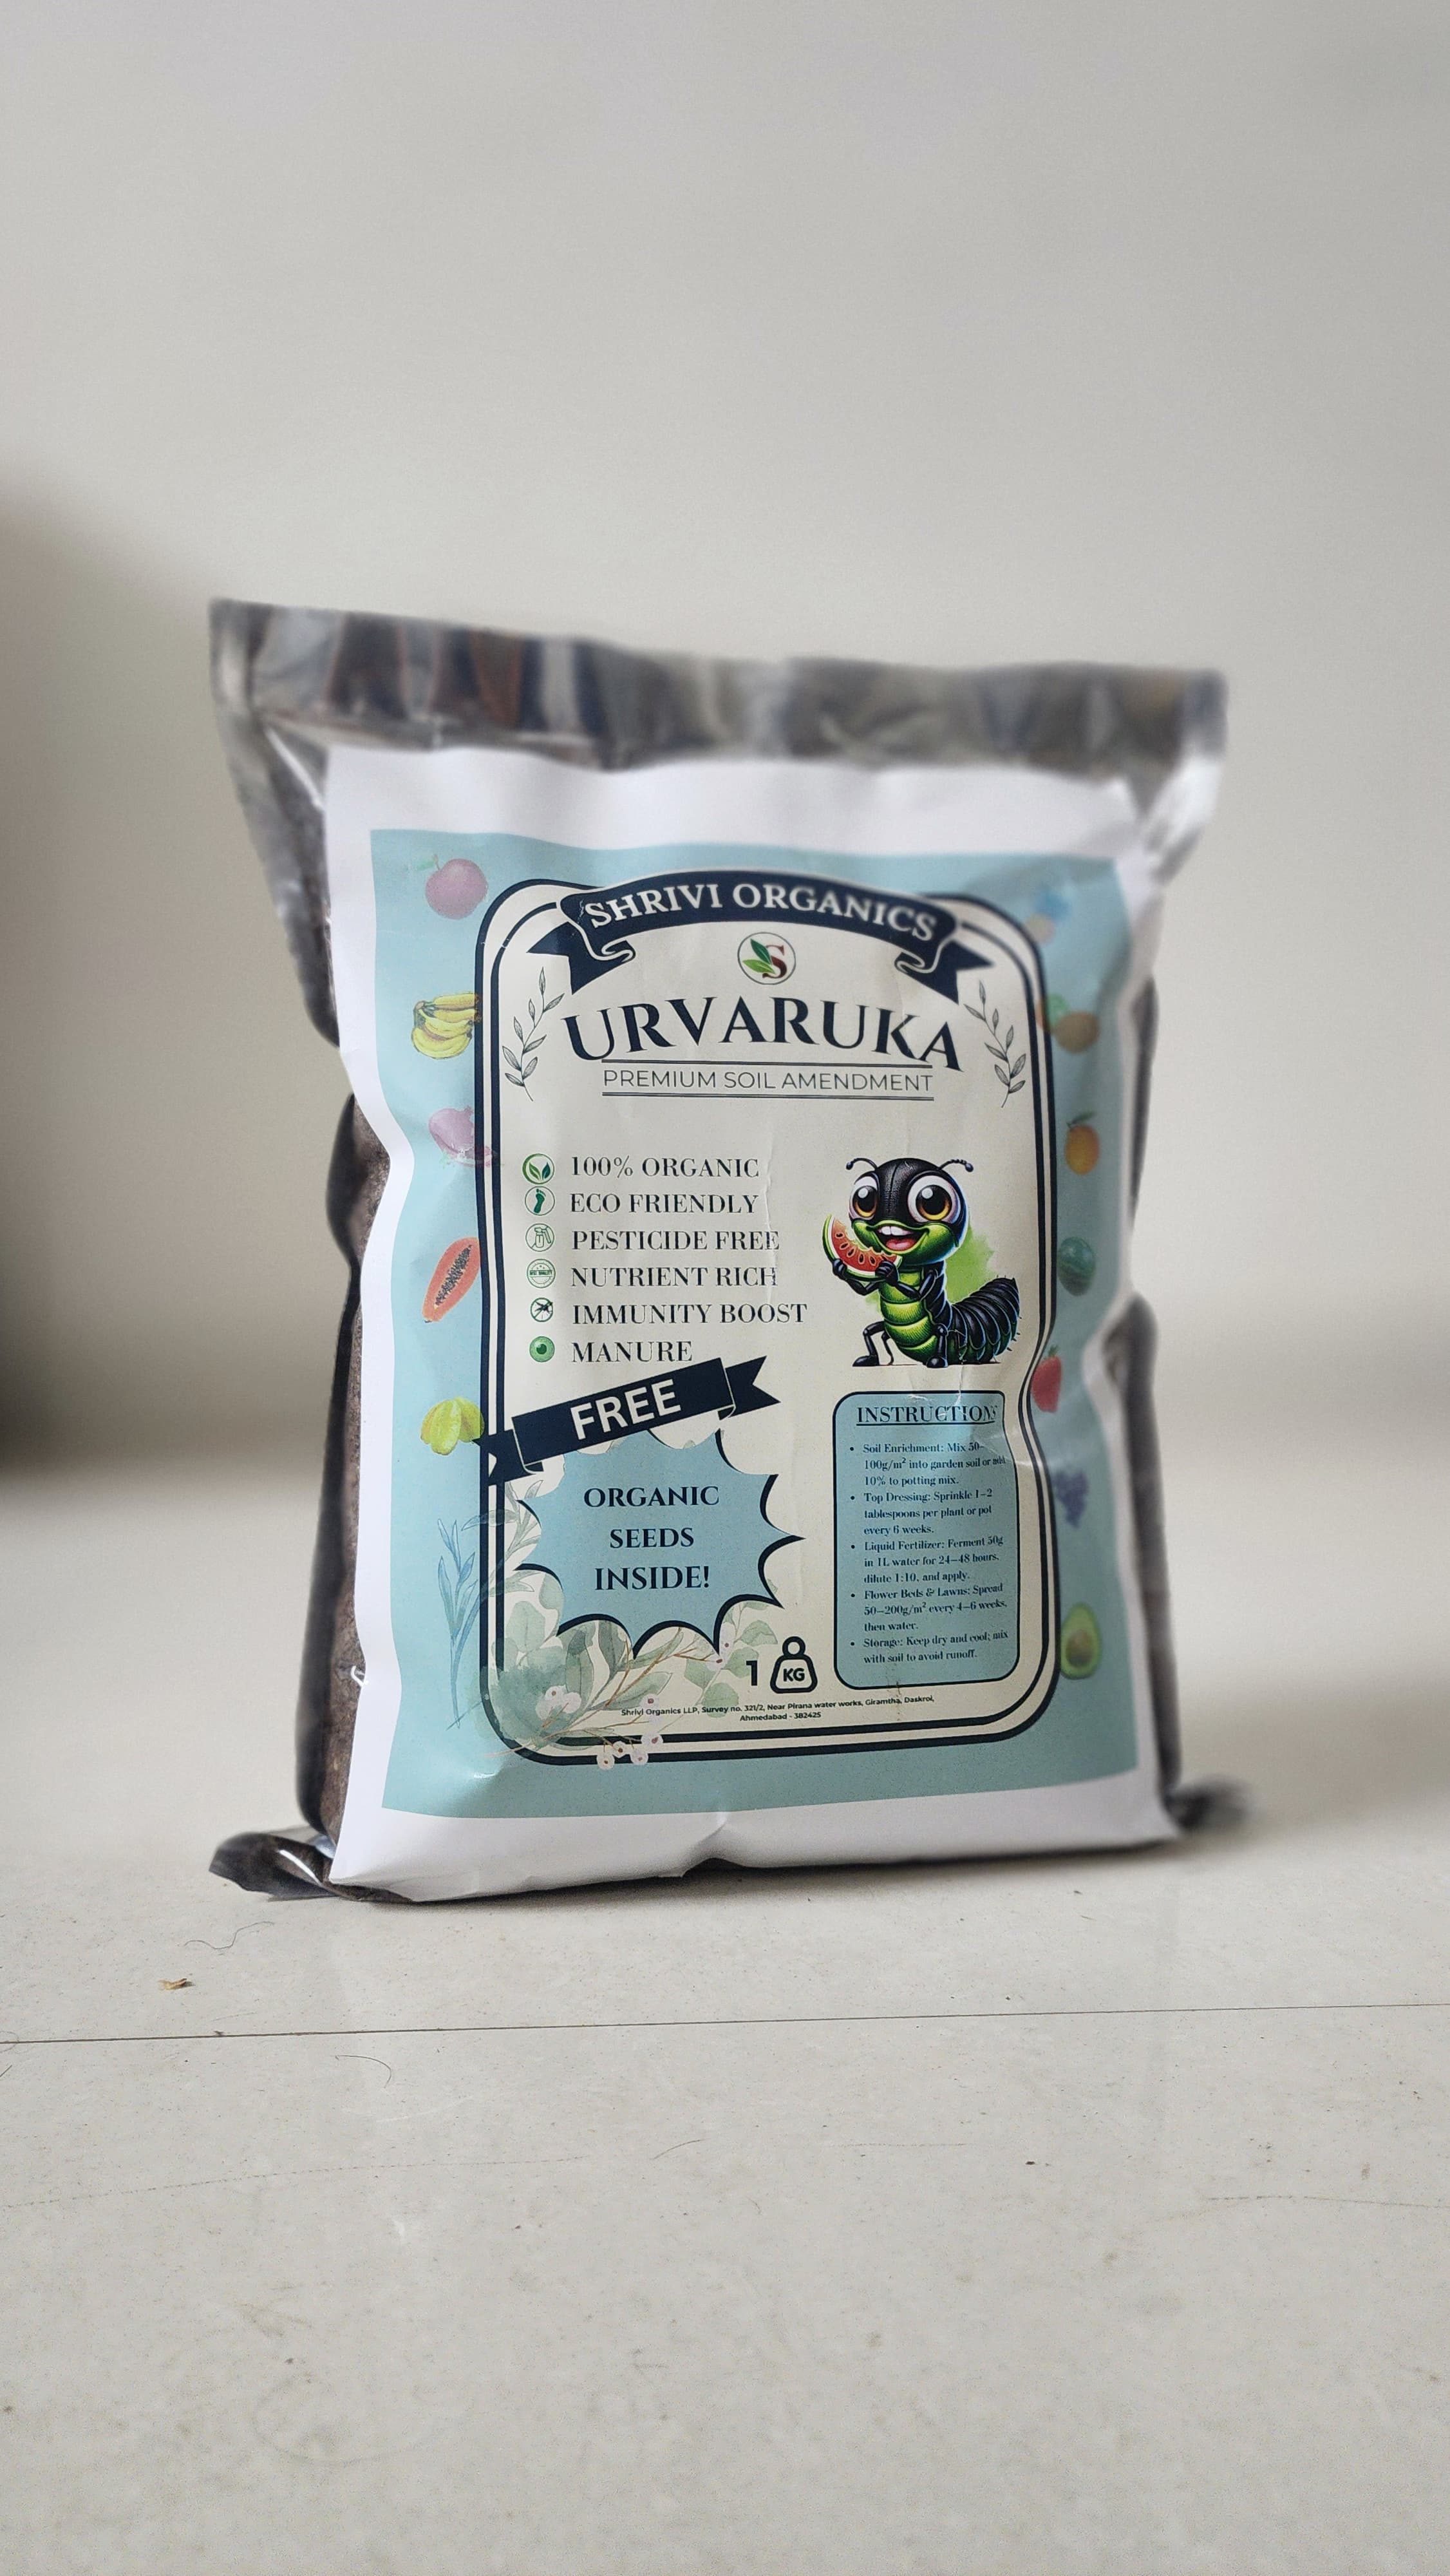 SHRIVI ORGANICS
S
URVARUKA
PREMIUM SOIL AMENDMENT
100% ORGANIC
ECO FRIENDLY
PESTICIDE FREE
NUTRIENT RICH
IMMUNITY BOOST
MANURE
FREE
ORGANIC
SEEDS
INSIDE!
INSTRUCTIONS
• Soil Enrichment: Mix 50-
100g/m² into garden soil or add
10% to potting mix.
• Top Dressing: Sprinkle 1–2
tablespoons per plant or pot
every 6 weeks.
• Liquid Fertilizer: Ferment 50g
in 1L water for 24–48 hours,
dilute 1:10, and apply.
• Flower Beds & Lawns: Spread
50–200g/m² every 4–6 weeks,
then water.
• Storage: Keep dry and cool; mix
with soil to avoid runoff.
1 KG
Shrivi Organics LLP, Survey no. 321/2, Near Pirana water works, Giramtha, Daskroi,
Ahmedabad - 382425